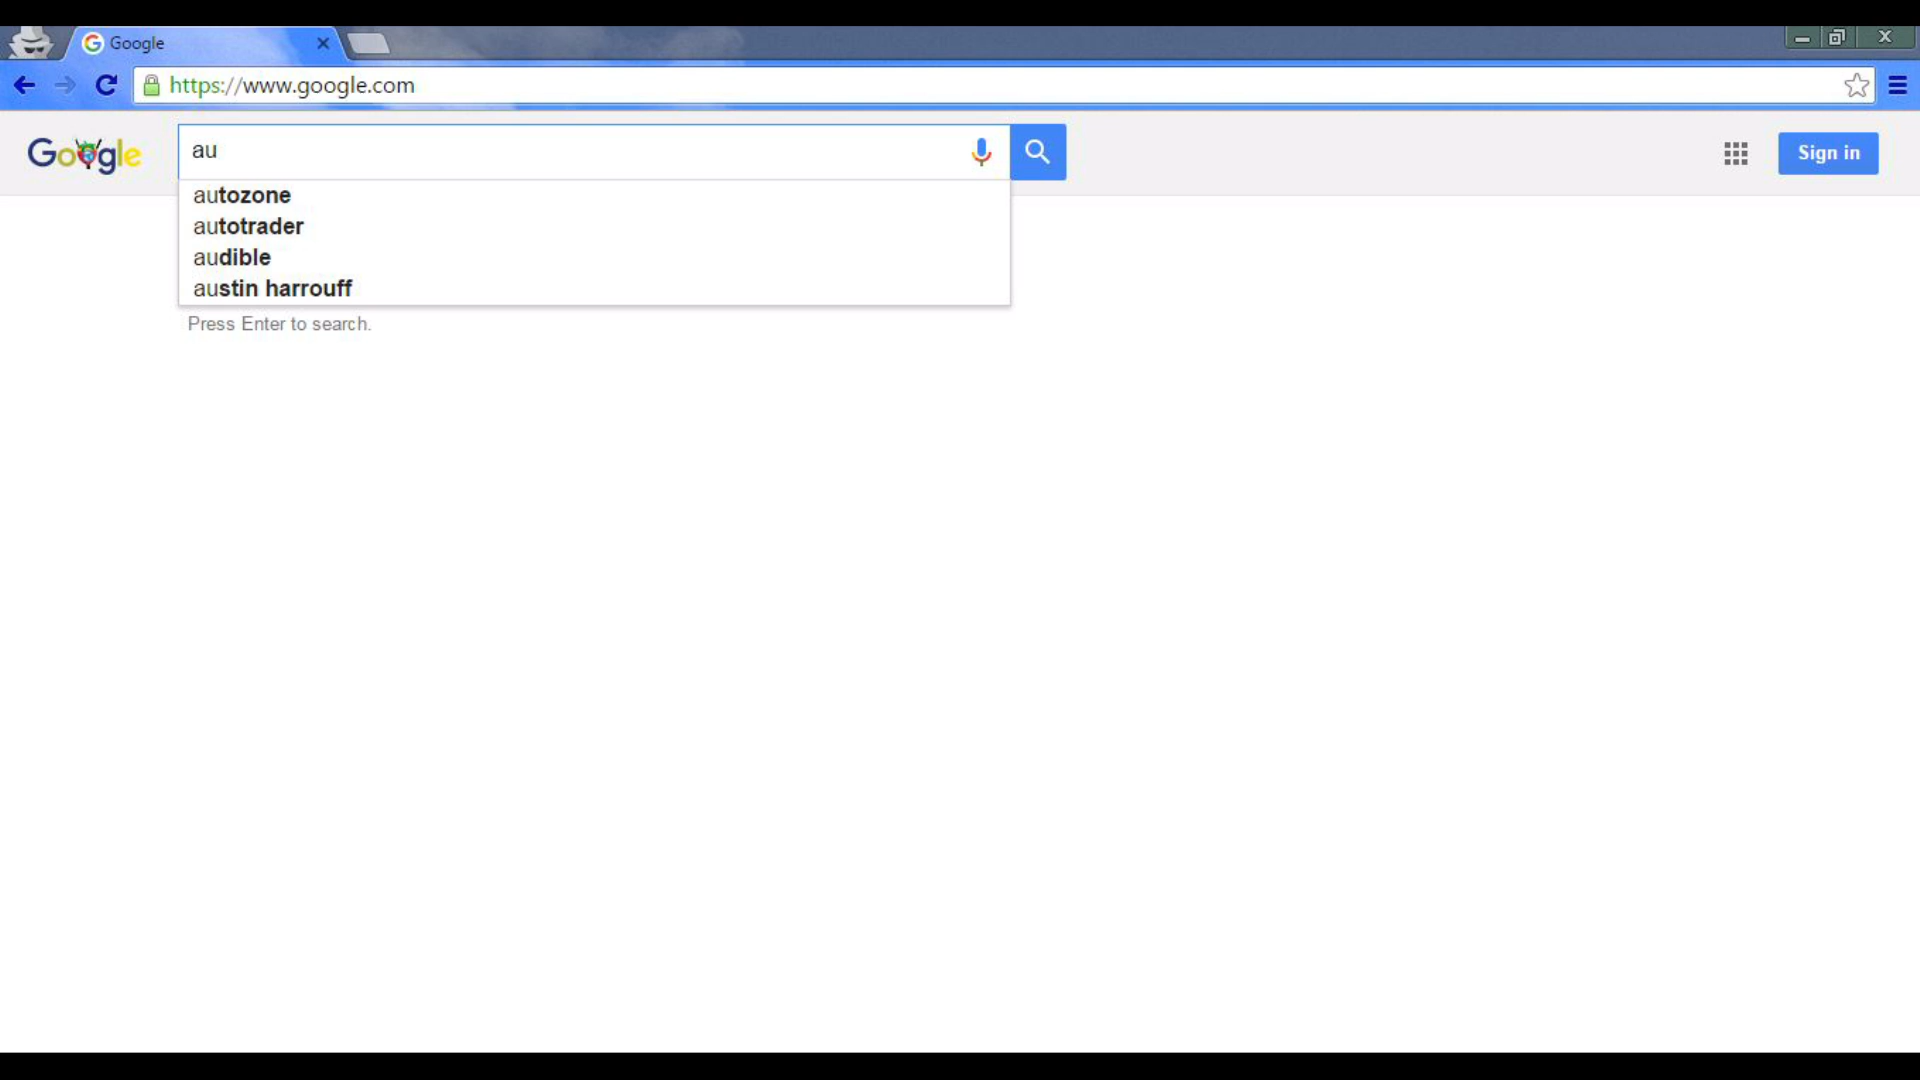 Google
https://www.google.com
Google
au
Sign in
autozone
autotrader
audible
austin harrouff
Press Enter to search.